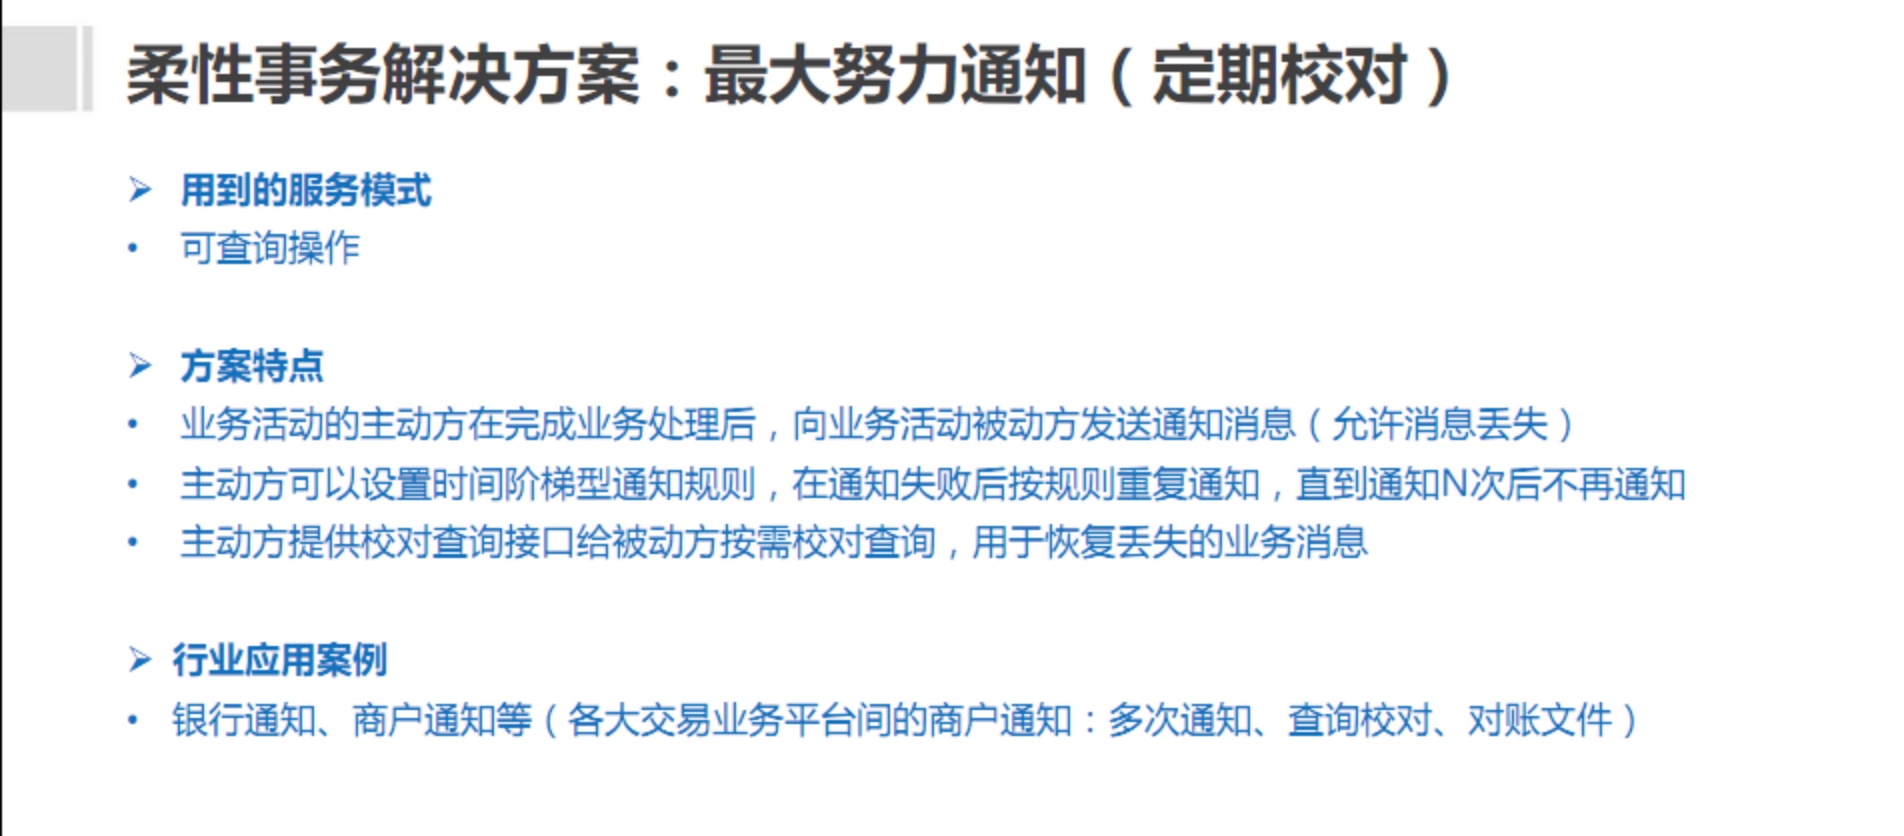 柔性事务解决方案：最大努力通知（定期校对）
➢ 用到的服务模式
• 可查询操作
➢ 方案特点
• 业务活动的主动方在完成业务处理后，向业务活动被动方发送通知消息（允许消息丢失）
• 主动方可以设置时间阶梯型通知规则，在通知失败后按规则重复通知，直到通知N次后不再通知
• 主动方提供校对查询接口给被动方按需校对查询，用于恢复丢失的业务消息
➢ 行业应用案例
• 银行通知、商户通知等（各大交易业务平台间的商户通知：多次通知、查询校对、对账文件）